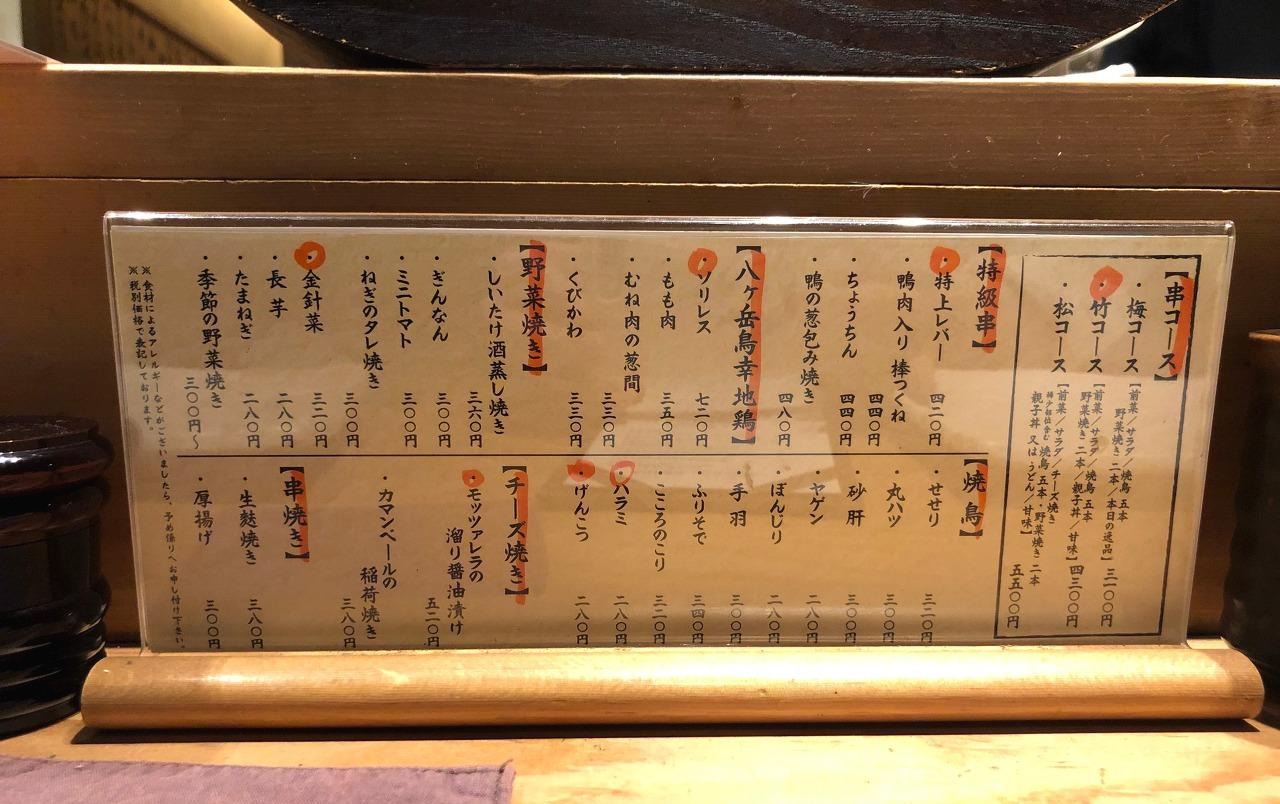 【串コース】
・梅コース
【前菜／サラダ／焼鳥 五本
野菜焼き 二本／本日の逸品】
三一〇〇円
・竹コース
【前菜／サラダ／焼鳥 五本
野菜焼き 二本／親子丼／甘味】
四三〇〇円
・松コース
【前菜／サラダ／チーズ焼き
焼鳥 五本・野菜焼き 二本
親子丼 又は うどん／甘味】
五五〇〇円
【特級串】
・特上レバー 四二〇円
・鴨肉入り 棒つくね 四四〇円
・ちょうちん 四四〇円
・鴨の葱包み焼き 四八〇円
【八ヶ岳鳥幸地鶏】
・ソリレス 七二〇円
・もも肉 三五〇円
・むね肉の葱間 三三〇円
・くびかわ 三三〇円
【野菜焼き】
・しいたけ酒蒸し焼き 三六〇円
・ぎんなん 三〇〇円
・ミニトマト 三〇〇円
・ねぎのタレ焼き 三〇〇円
・金針菜 三二〇円
・長芋 二八〇円
・たまねぎ 二八〇円
・季節の野菜焼き 三〇〇円〜
【焼鳥】
・せせり 三二〇円
・丸ハツ 三〇〇円
・砂肝 三〇〇円
・ヤゲン 二八〇円
・ぼんじり 二八〇円
・手羽 三〇〇円
・ふりそで 三四〇円
・こころのこり 三二〇円
・ハラミ 二八〇円
・げんこつ 二八〇円
【チーズ焼き】
・モッツァレラの
溜り醤油漬け 五二〇円
・カマンベールの
稲荷焼き 三八〇円
【串焼き】
・生麩焼き 三八〇円
・厚揚げ 三〇〇円
※食材によるアレルギーなどがございましたら、予め係りへお申し付け下さい。
※税別価格で表記しております。